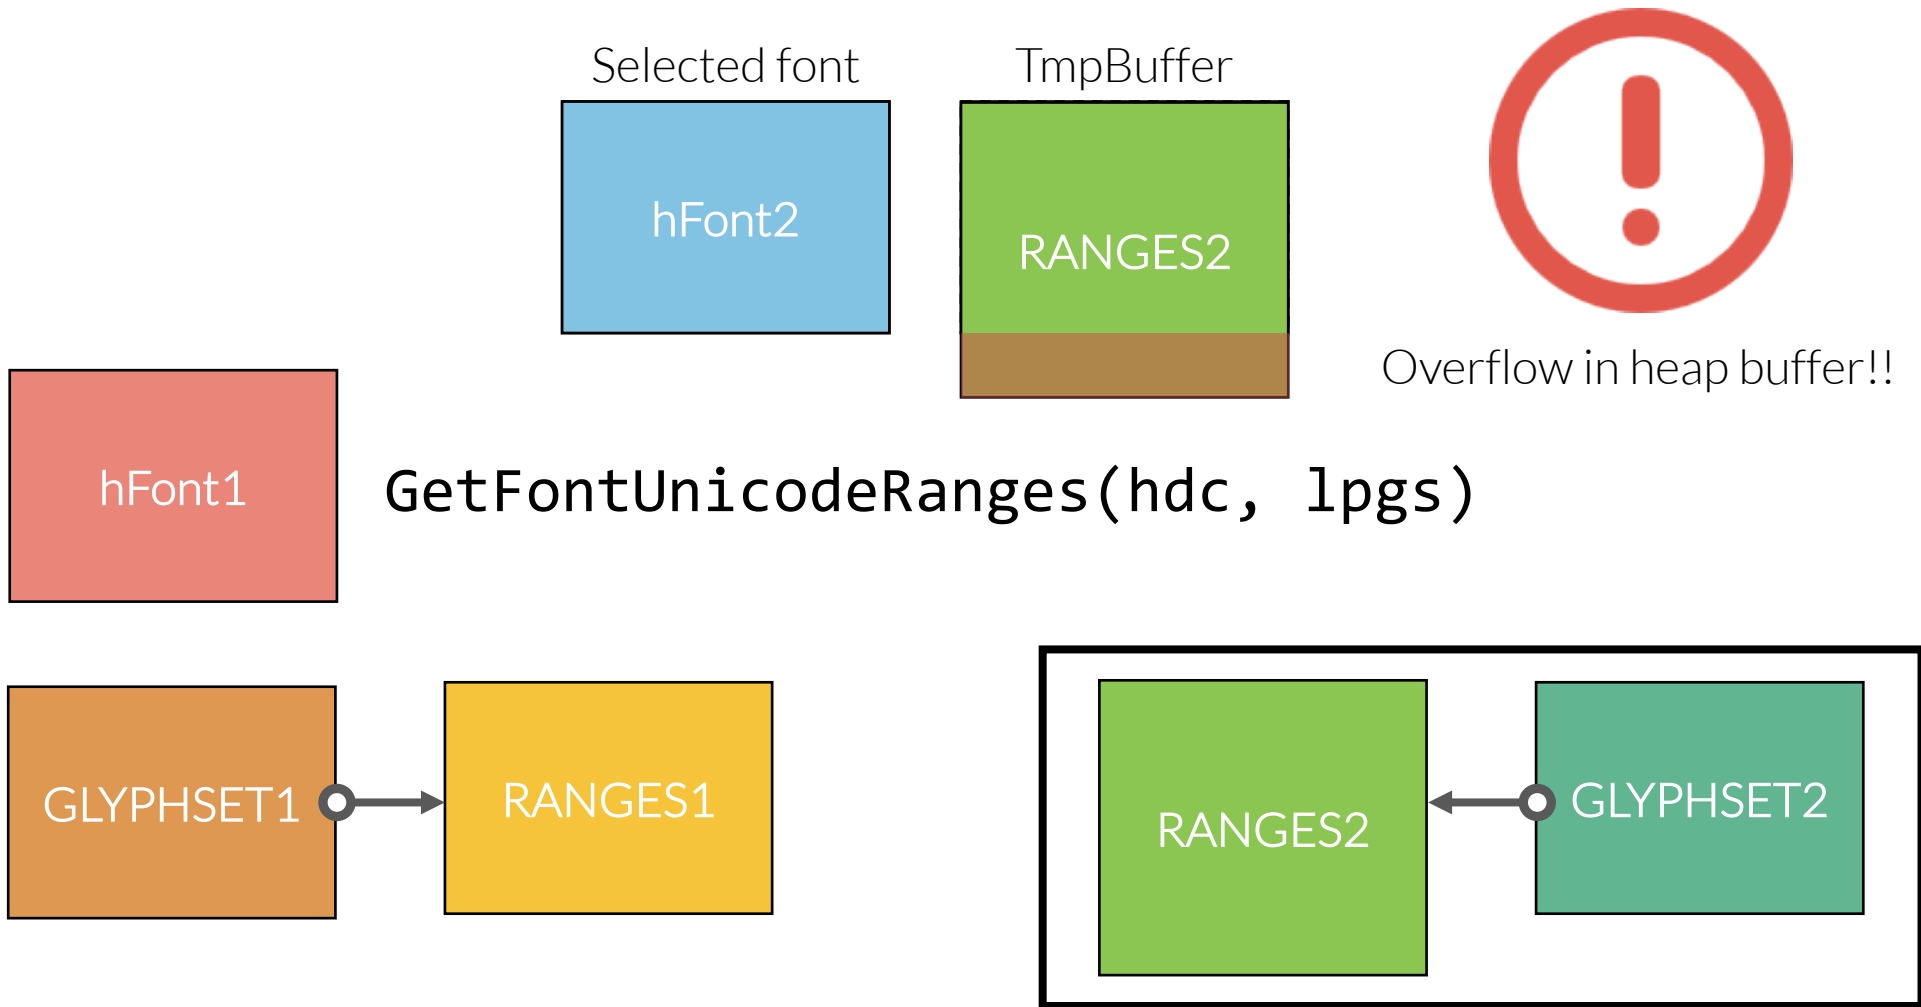 Selected font
TmpBuffer
hFont2
RANGES2
Overflow in heap buffer!!
hFont1
GetFontUnicodeRanges(hdc, lpgs)
GLYPHSET1
RANGES1
RANGES2
GLYPHSET2